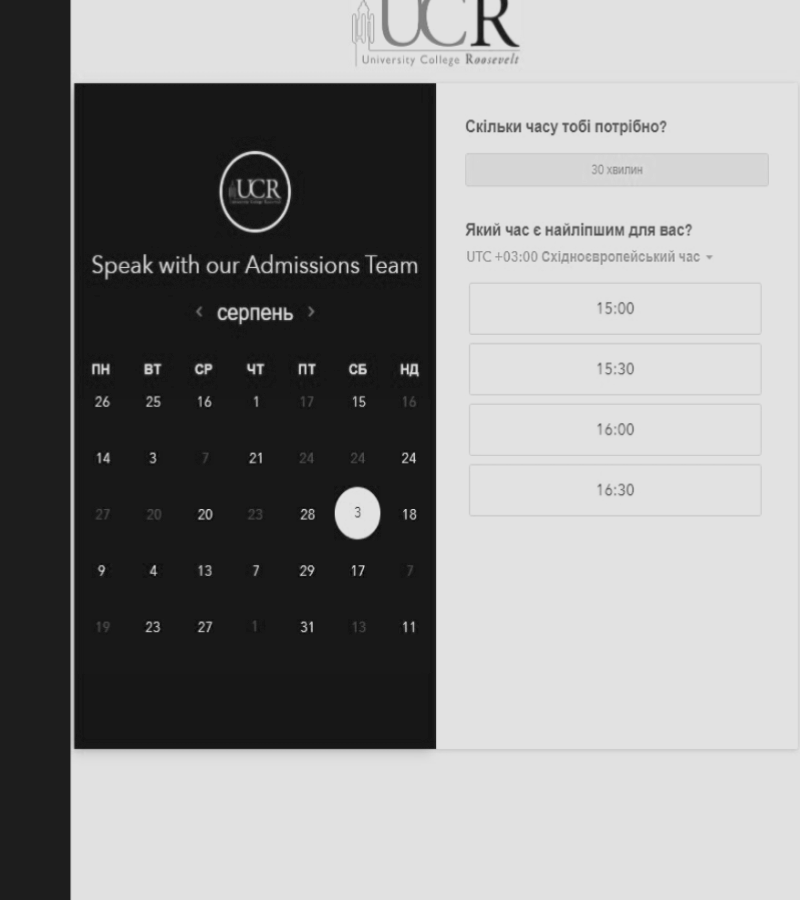 UCR
University College Roosevelt
UCR
Speak with our Admissions Team
серпень
ПН ВТ СР ЧТ ПТ СБ НД
26 25 16 1 17 15 16
14 3 7 21 24 24 24
27 20 20 23 28 3 18
9 4 13 7 29 17 7
19 23 27 1 31 13 11
Скільки часу тобі потрібно?
30 хвилин
Який час є найліпшим для вас?
UTC +03:00 Східноєвропейський час
15:00
15:30
16:00
16:30